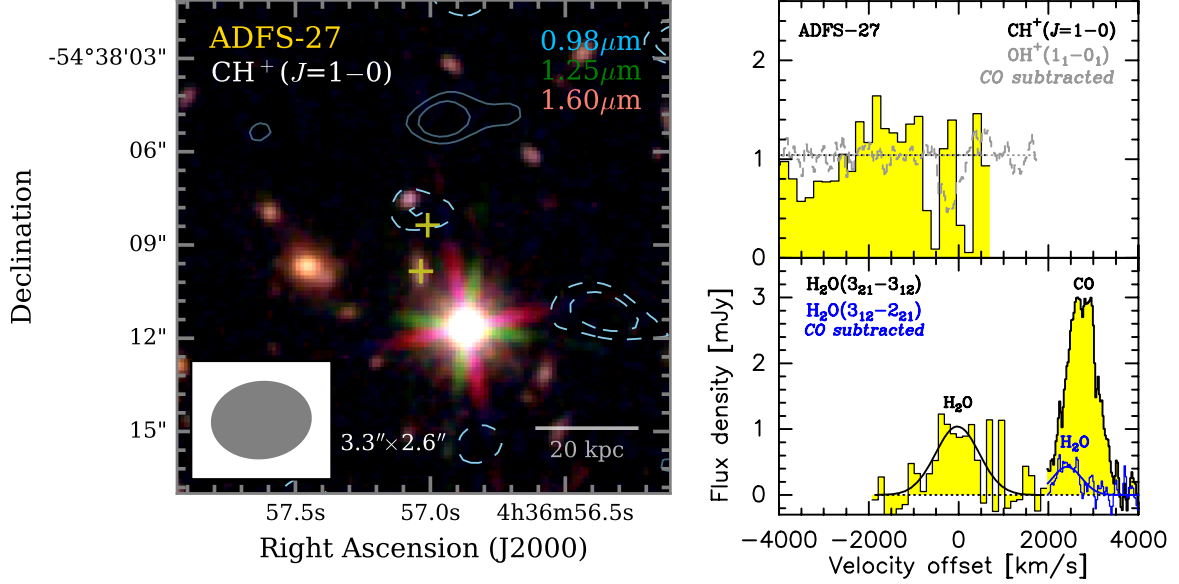 ADFS-27
CH⁺(J=1−0)
0.98μm
1.25μm
1.60μm
-54°38'03"
06"
09"
12"
15"
Declination
3.3"×2.6"
20 kpc
57.5s
57.0s
4h36m56.5s
Right Ascension (J2000)
ADFS-27
CH⁺(J=1-0)
OH⁺(1₁-0₁)
CO subtracted
2
1
0
H₂O(3₂₁-3₁₂)
H₂O(3₁₂-2₂₁)
CO subtracted
CO
H₂O
H₂O
3
2
1
0
Flux density [mJy]
-4000
-2000
0
2000
4000
Velocity offset [km/s]